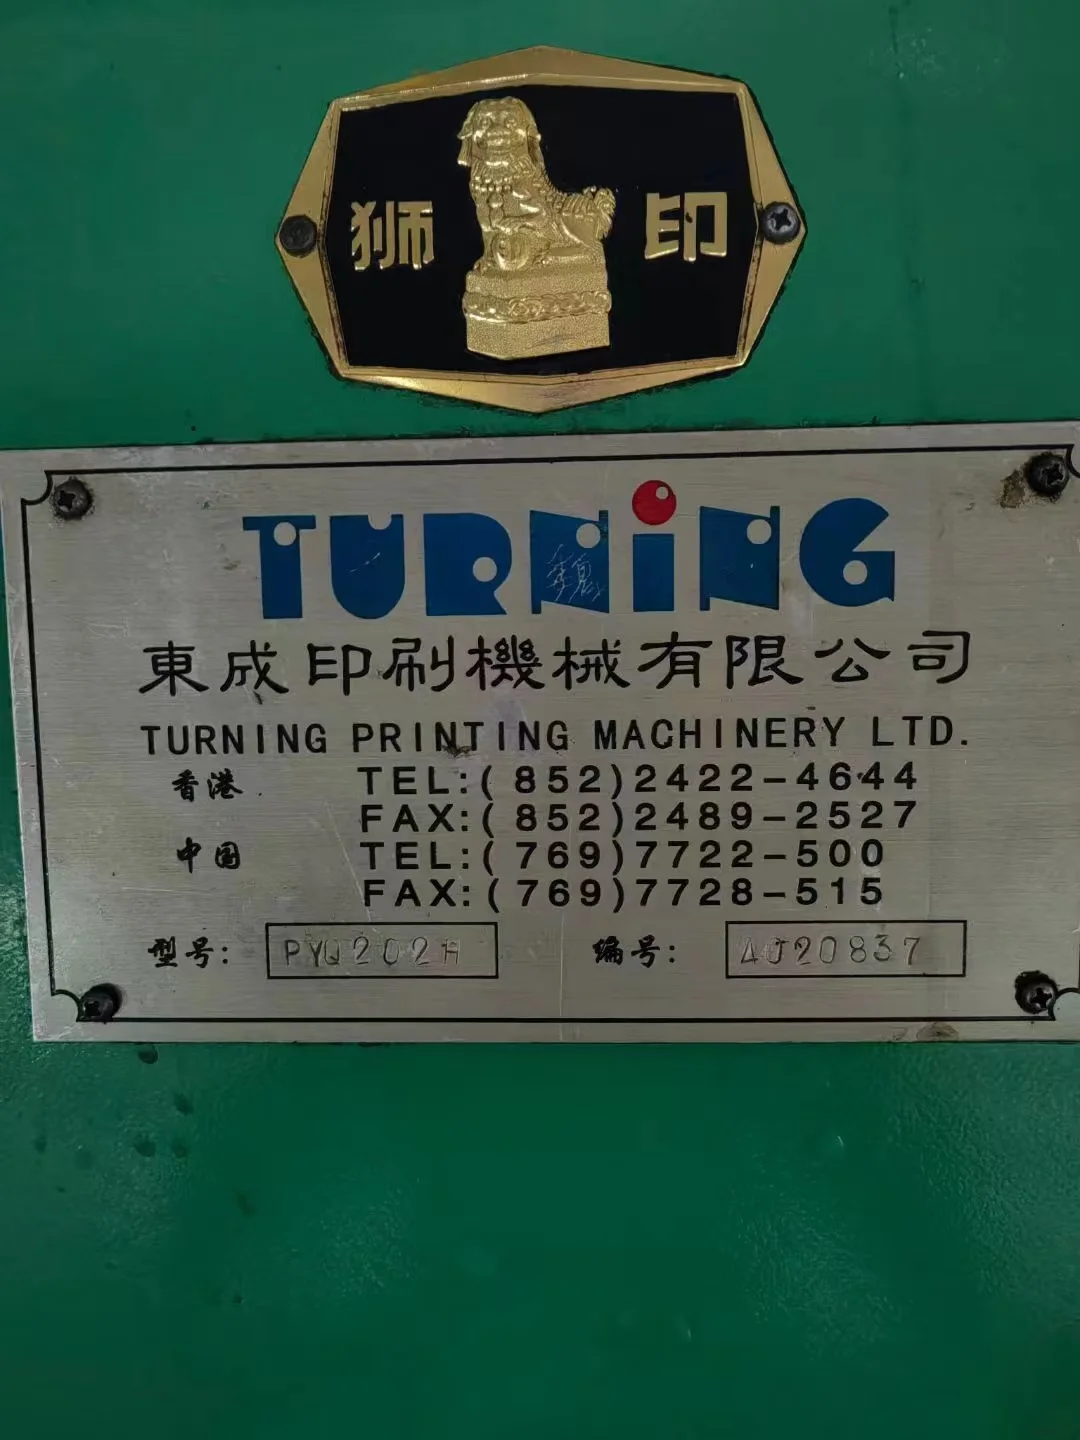 狮 印
TURNING
東成印刷機械有限公司
TURNING PRINTING MACHINERY LTD.
香港 TEL:(852)2422-4644
FAX:(852)2489-2527
中国 TEL:(769)7722-500
FAX:(769)7728-515
型号: PYQ202H 编号: AJ20837